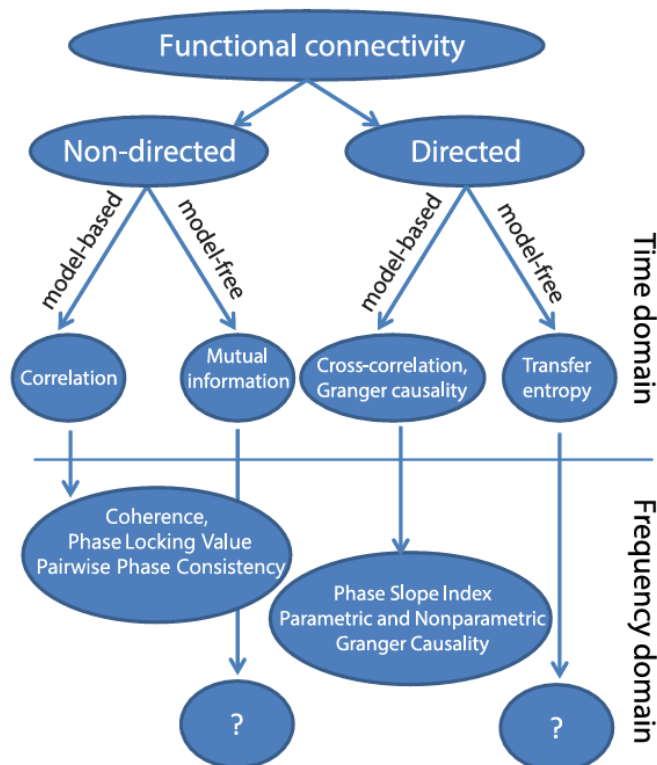 Functional connectivity
Non-directed
Directed
model-based
model-free
model-based
model-free
Time domain
Correlation
Mutual
information
Cross-correlation,
Granger causality
Transfer
entropy
Coherence,
Phase Locking Value
Pairwise Phase Consistency
Phase Slope Index
Parametric and Nonparametric
Granger Causality
Frequency domain
?
?